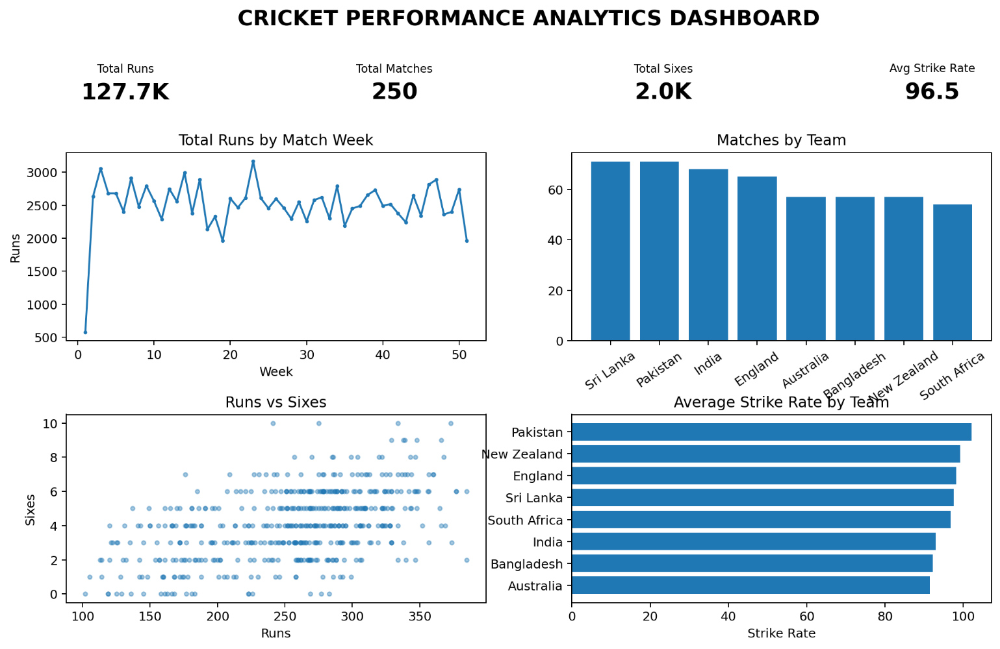 CRICKET PERFORMANCE ANALYTICS DASHBOARD
Total Runs
127.7K
Total Matches
250
Total Sixes
2.0K
Avg Strike Rate
96.5
Total Runs by Match Week
Runs
3000
2500
2000
1500
1000
500
0 10 20 30 40 50
Week
Matches by Team
60
40
20
0
Sri Lanka
Pakistan
India
England
Australia
Bangladesh
New Zealand
South Africa
Runs vs Sixes
Sixes
10
8
6
4
2
0
100 150 200 250 300 350
Runs
Average Strike Rate by Team
Pakistan
New Zealand
England
Sri Lanka
South Africa
India
Bangladesh
Australia
0 20 40 60 80 100
Strike Rate